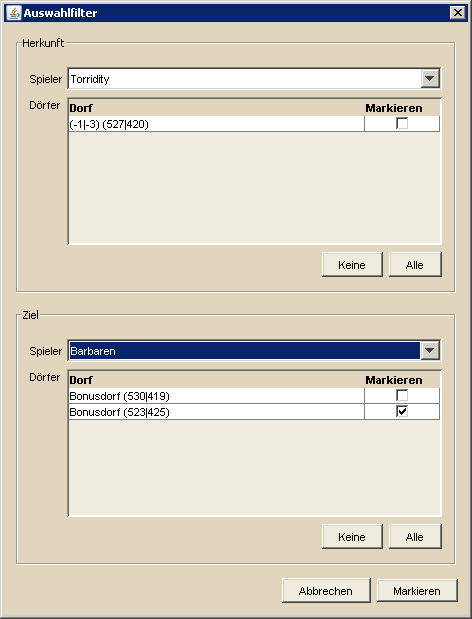 Auswahlfilter
Herkunft
Spieler Torridity
Dörfer Dorf Markieren
(-1|-3) (527|420)
Keine Alle
Ziel
Spieler Barbaren
Dörfer Dorf Markieren
Bonusdorf (530|419)
Bonusdorf (523|425)
Keine Alle
Abbrechen Markieren